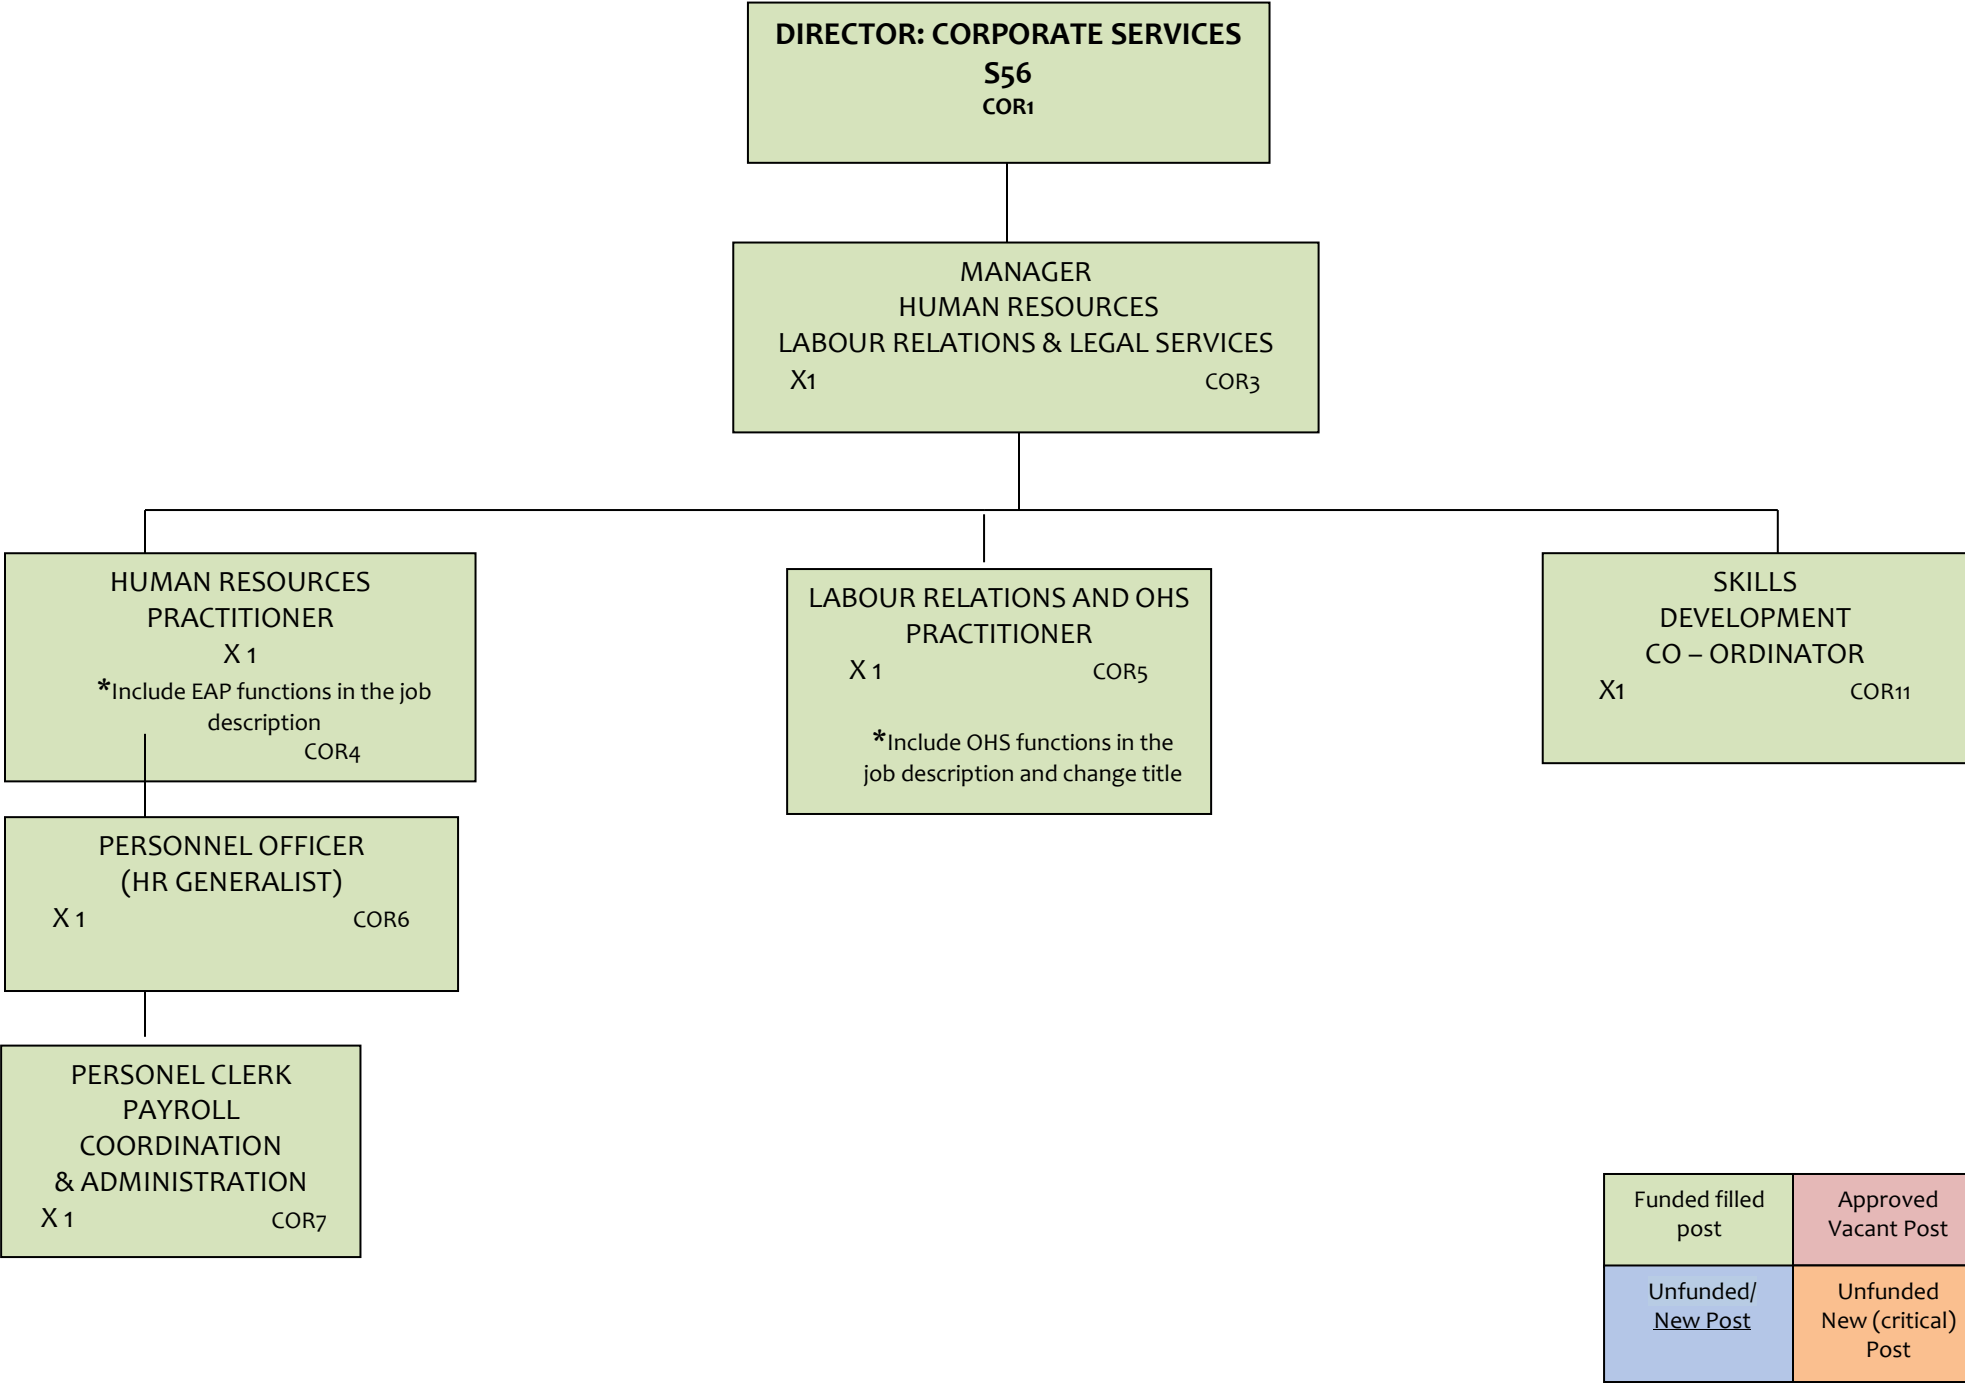 DIRECTOR: CORPORATE SERVICES
S56
COR1
MANAGER
HUMAN RESOURCES
LABOUR RELATIONS & LEGAL SERVICES
X1 COR3
HUMAN RESOURCES
PRACTITIONER
X 1
*Include EAP functions in the job
description
COR4
LABOUR RELATIONS AND OHS
PRACTITIONER
X 1 COR5
*Include OHS functions in the
job description and change title
SKILLS
DEVELOPMENT
CO – ORDINATOR
X1 COR11
PERSONNEL OFFICER
(HR GENERALIST)
X 1 COR6
PERSONEL CLERK
PAYROLL
COORDINATION
& ADMINISTRATION
X 1 COR7
Funded filled
post
Approved
Vacant Post
Unfunded/
New Post
Unfunded
New (critical)
Post